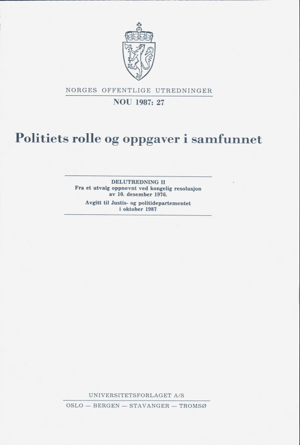 NORGES OFFENTLIGE UTREDNINGER
NOU 1987: 27
Politiets rolle og oppgaver i samfunnet
DELUTREDNING II
Fra et utvalg oppnevnt ved kongelig resolusjon
av 10. desember 1976.
Avgitt til Justis- og politidepartementet
i oktober 1987
UNIVERSITETSFORLAGET A/S
OSLO — BERGEN — STAVANGER — TROMSØ